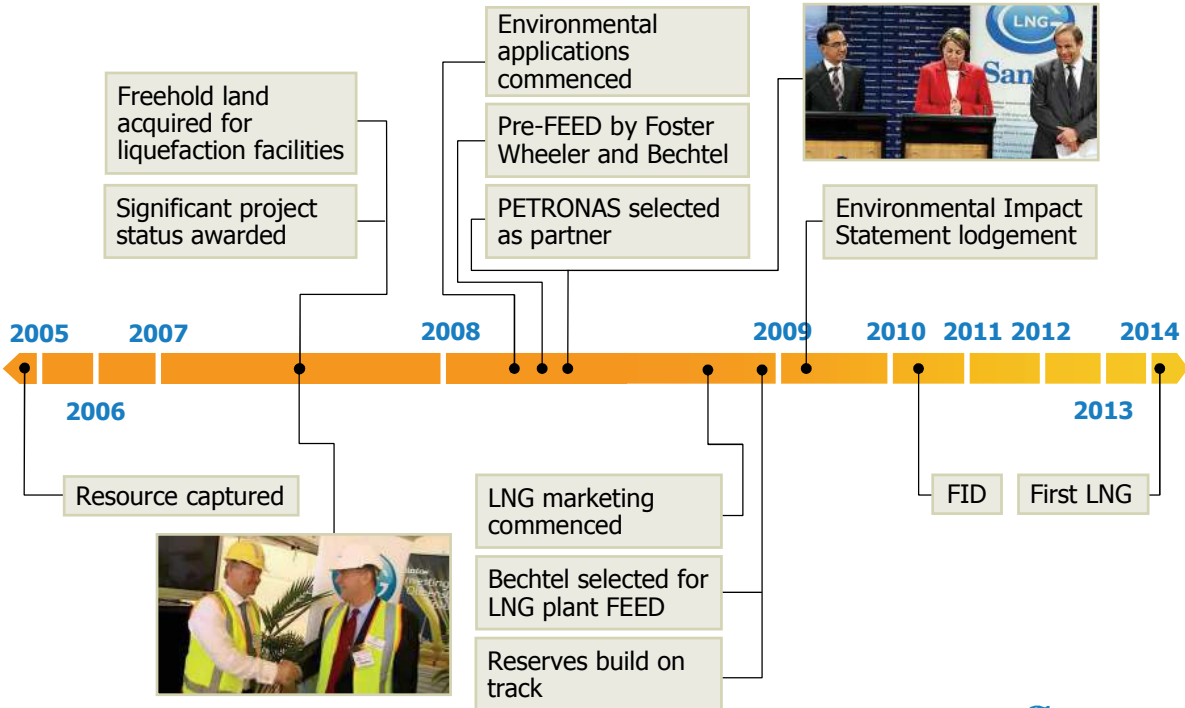 Environmental
applications
commenced
Freehold land
acquired for
liquefaction facilities
Pre-FEED by Foster
Wheeler and Bechtel
Significant project
status awarded
PETRONAS selected
as partner
LNG
San
Environmental Impact
Statement lodgement
2005
2007
2008
2009
2010
2011
2012
2014
2006
2013
Resource captured
LNG marketing
commenced
FID
First LNG
Bechtel selected for
LNG plant FEED
Reserves build on
track